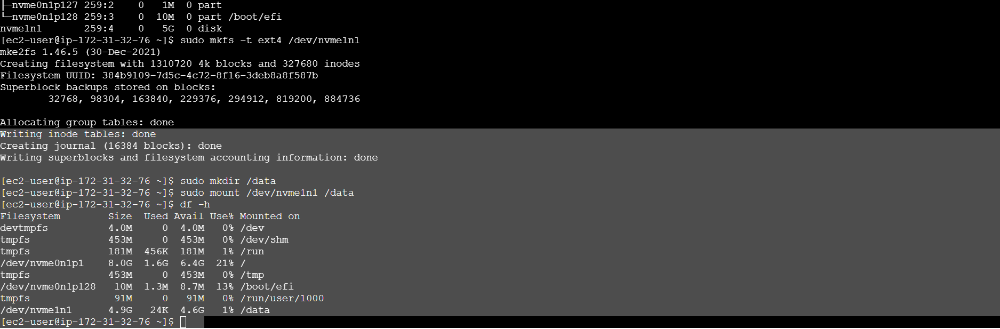 ├─nvme0n1p127 259:2    0   1M  0 part
└─nvme0n1p128 259:3    0  10M  0 part /boot/efi
nvme1n1       259:4    0   5G  0 disk
[ec2-user@ip-172-31-32-76 ~]$ sudo mkfs -t ext4 /dev/nvme1n1
mke2fs 1.46.5 (30-Dec-2021)
Creating filesystem with 1310720 4k blocks and 327680 inodes
Filesystem UUID: 384b9109-7d5c-4c72-8f16-3deb8a8f587b
Superblock backups stored on blocks:
        32768, 98304, 163840, 229376, 294912, 819200, 884736
Allocating group tables: done
Writing inode tables: done
Creating journal (16384 blocks): done
Writing superblocks and filesystem accounting information: done
[ec2-user@ip-172-31-32-76 ~]$ sudo mkdir /data
[ec2-user@ip-172-31-32-76 ~]$ sudo mount /dev/nvme1n1 /data
[ec2-user@ip-172-31-32-76 ~]$ df -h
Filesystem        Size  Used Avail Use% Mounted on
devtmpfs          4.0M     0  4.0M   0% /dev
tmpfs             453M     0  453M   0% /dev/shm
tmpfs             181M  456K  181M   1% /run
/dev/nvme0n1p1    8.0G  1.6G  6.4G  21% /
tmpfs             453M     0  453M   0% /tmp
/dev/nvme0n1p128   10M  1.3M  8.7M  13% /boot/efi
tmpfs              91M     0   91M   0% /run/user/1000
/dev/nvme1n1      4.9G   24K  4.6G   1% /data
[ec2-user@ip-172-31-32-76 ~]$